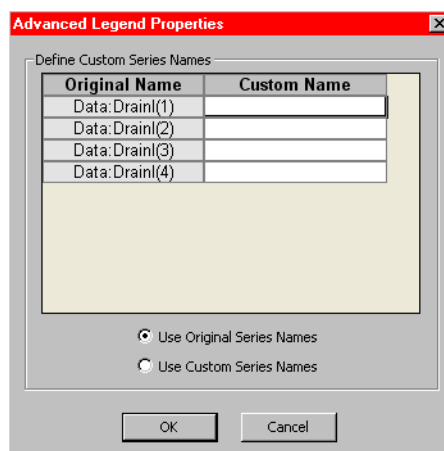 Advanced Legend Properties
Define Custom Series Names
Original Name Custom Name
Data:DrainI(1)
Data:DrainI(2)
Data:DrainI(3)
Data:DrainI(4)
Use Original Series Names
Use Custom Series Names
OK Cancel